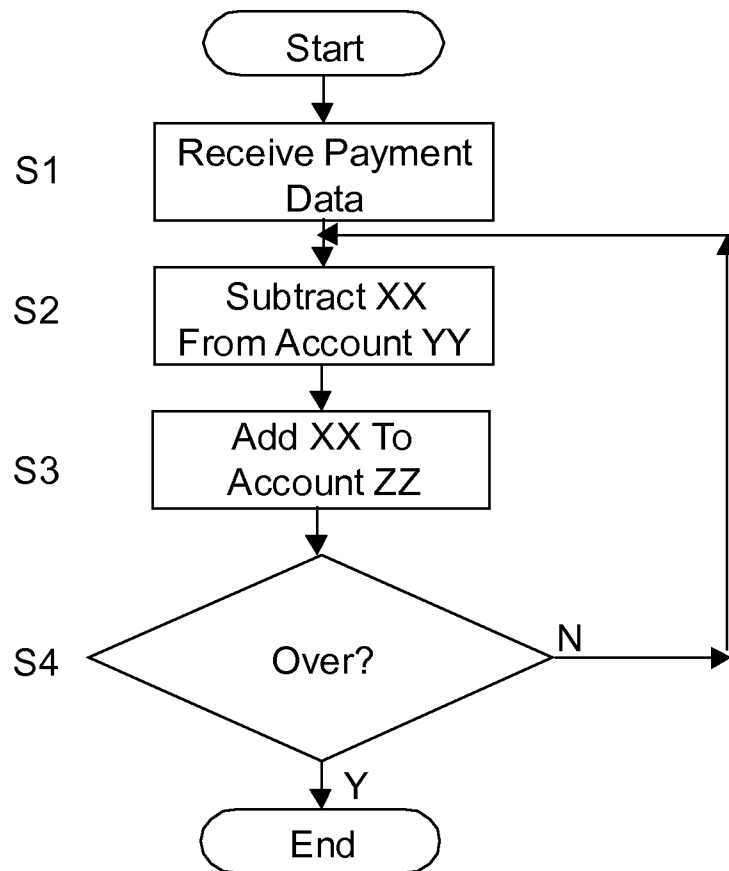 Start
S1
Receive Payment
Data
S2
Subtract XX
From Account YY
S3
Add XX To
Account ZZ
S4
Over?
N
Y
End